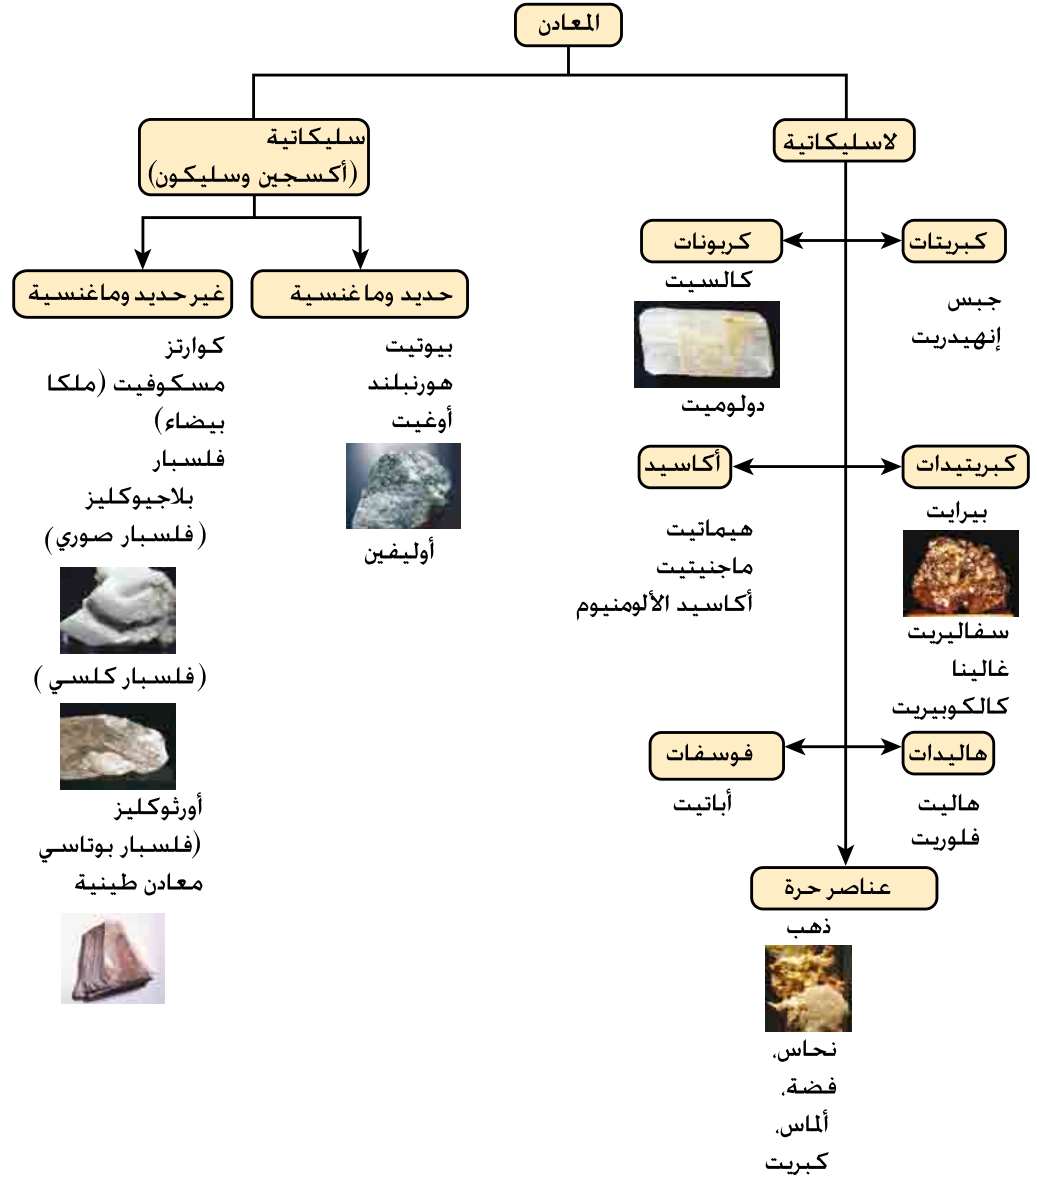 المعادن
لاسليكاتية
كبريتات
جبس
إنهيدريت
كربونات
كالسيت
دولوميت
كبريتيدات
بيرايت
سفاليريت
غالينا
كالكوبيريت
أكاسيد
هيماتيت
ماجنيتيت
أكاسيد الألومنيوم
هاليدات
هاليت
فلوريت
فوسفات
أباتيت
عناصر حرة
ذهب
نحاس،
فضة،
ألماس،
كبريت
سليكاتية
(أكسجين وسليكون)
حديد وماغنسية
بيوتيت
هورنبلند
أوغيت
أوليفين
غير حديد وماغنسية
كوارتز
مسكوفيت (ملكا
بيضاء)
فلسبار
بلاجيوكليز
(فلسبار صوري)
(فلسبار كلسي)
أورثوكليز
(فلسبار بوتاسي
معادن طينية